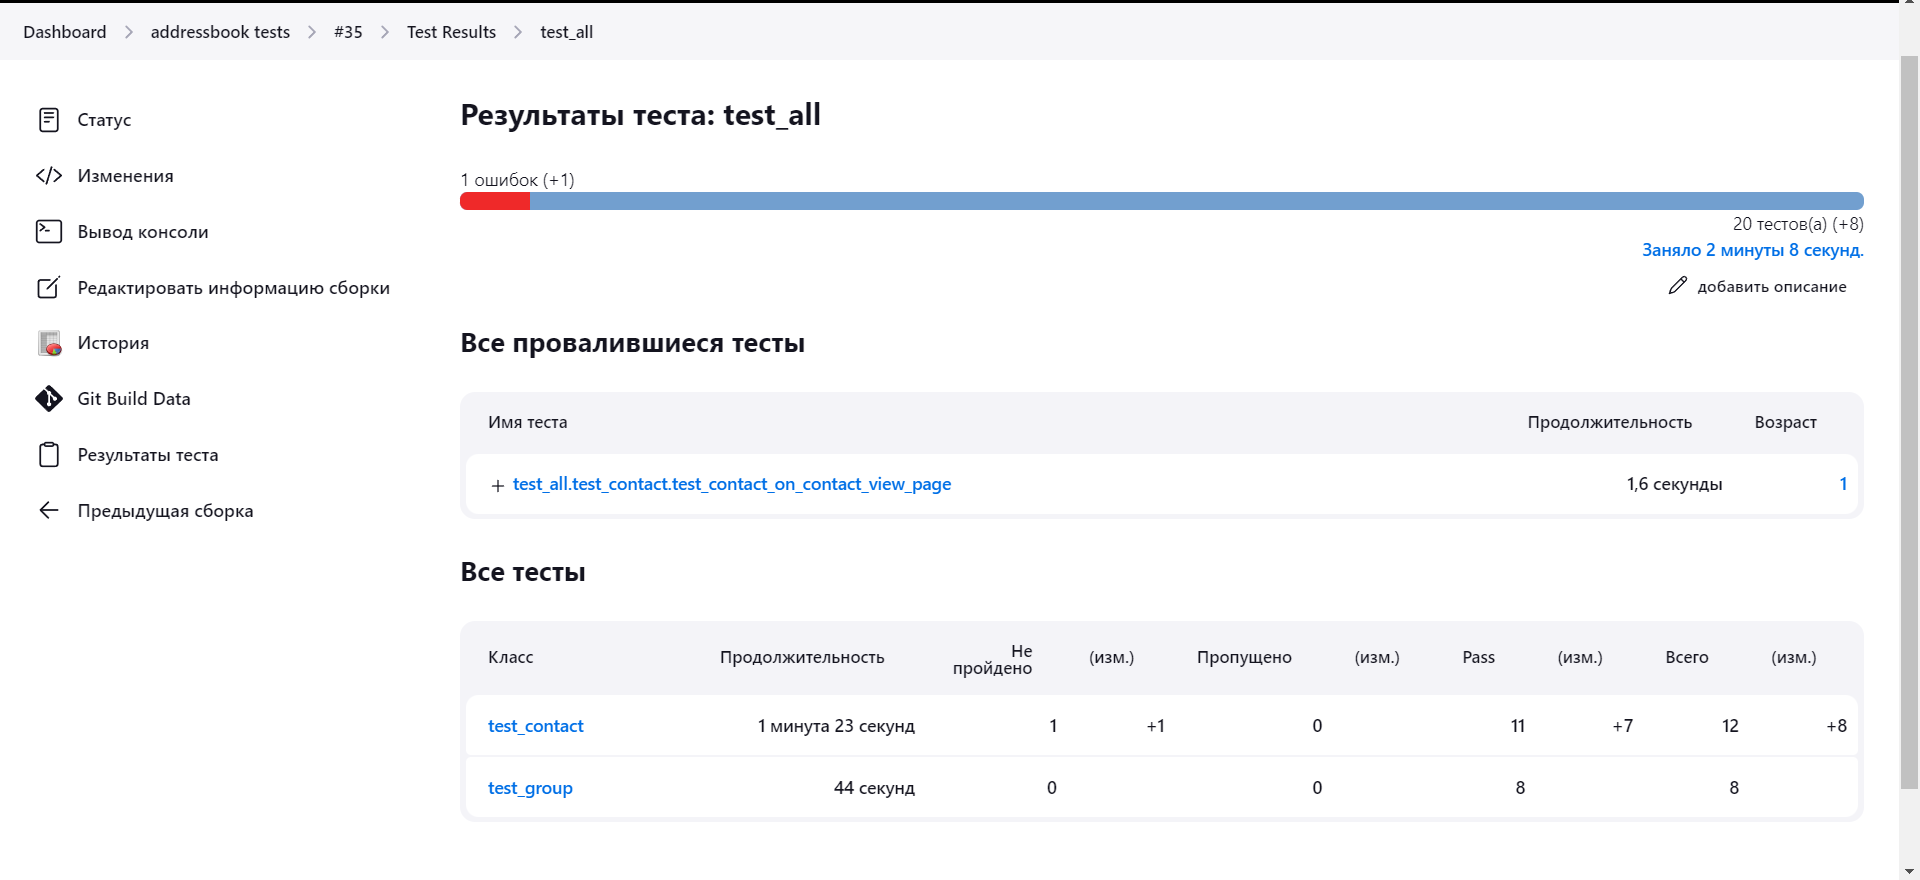 Dashboard > addressbook tests > #35 > Test Results > test_all
Статус
Изменения
Вывод консоли
Редактировать информацию сборки
История
Git Build Data
Результаты теста
Предыдущая сборка
Результаты теста: test_all
1 ошибок (+1)
20 тестов(а) (+8)
Заняло 2 минуты 8 секунд.
добавить описание
Все провалившиеся тесты
Имя теста Продолжительность Возраст
+ test_all.test_contact.test_contact_on_contact_view_page 1,6 секунды 1
Все тесты
Класс Продолжительность Не пройдено (изм.) Пропущено (изм.) Pass (изм.) Всего (изм.)
test_contact 1 минута 23 секунд 1 +1 0 11 +7 12 +8
test_group 44 секунд 0 0 8 8